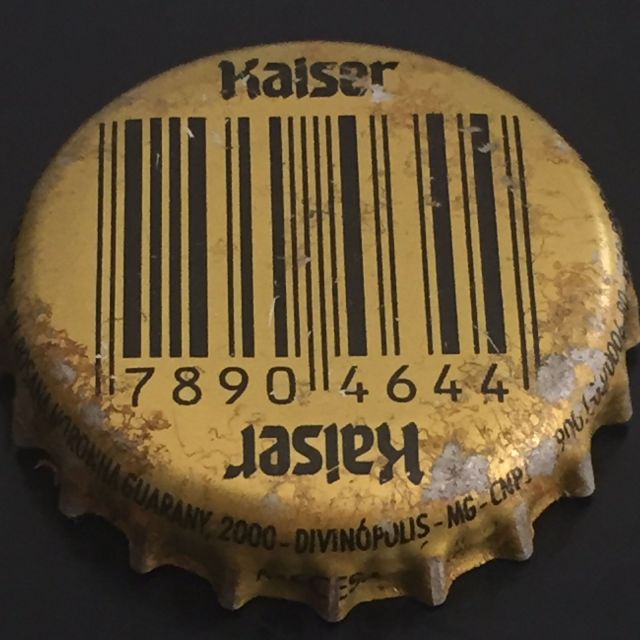 Kaiser
7890 4644
Kaiser
GUARANY, 2000 - DIVINÓPOLIS - MG - CNPJ